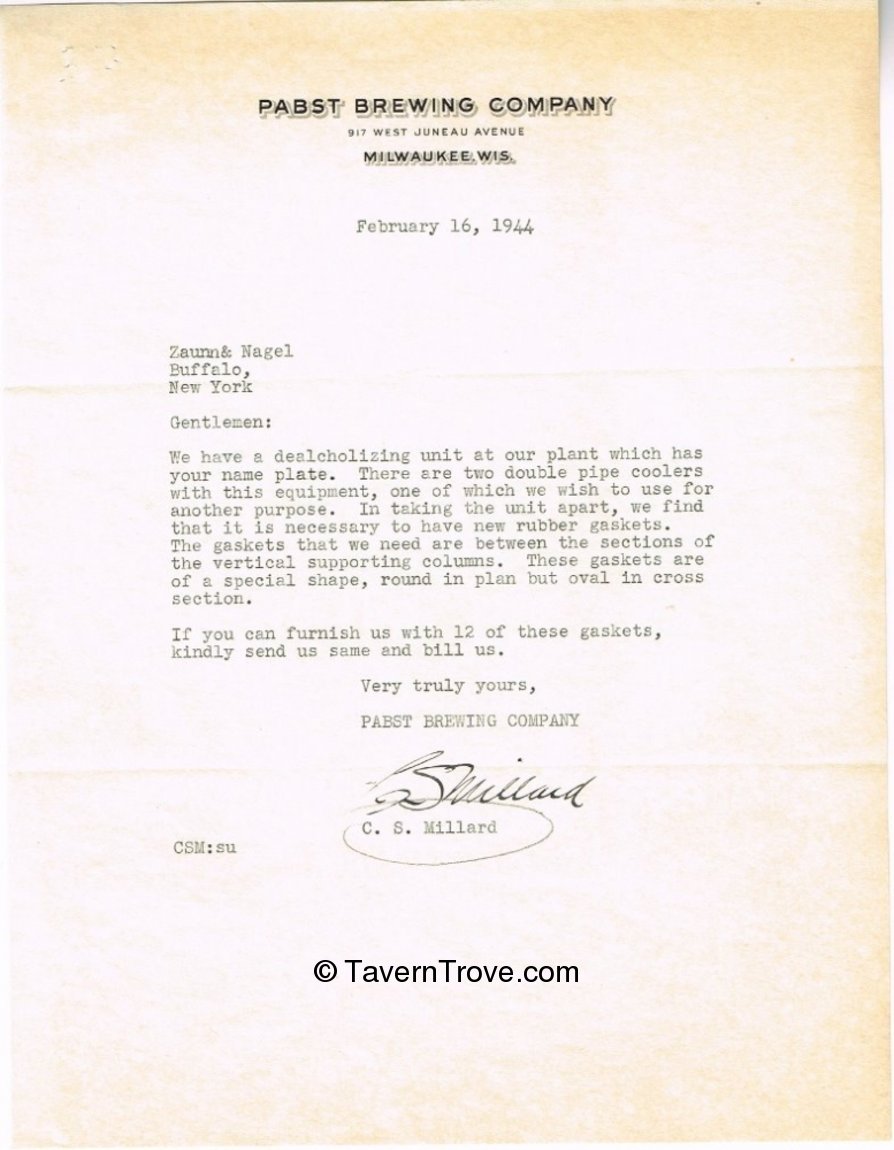 PABST BREWING COMPANY
917 WEST JUNEAU AVENUE
MILWAUKEE, WIS.
February 16, 1944
Zaunn& Nagel
Buffalo,
New York
Gentlemen:
We have a dealcholizing unit at our plant which has
your name plate.  There are two double pipe coolers
with this equipment, one of which we wish to use for
another purpose.  In taking the unit apart, we find
that it is necessary to have new rubber gaskets.
The gaskets that we need are between the sections of
the vertical supporting columns.  These gaskets are
of a special shape, round in plan but oval in cross
section.
If you can furnish us with 12 of these gaskets,
kindly send us same and bill us.
Very truly yours,
PABST BREWING COMPANY
CSMillard
C. S. Millard
CSM:su
© TavernTrove.com